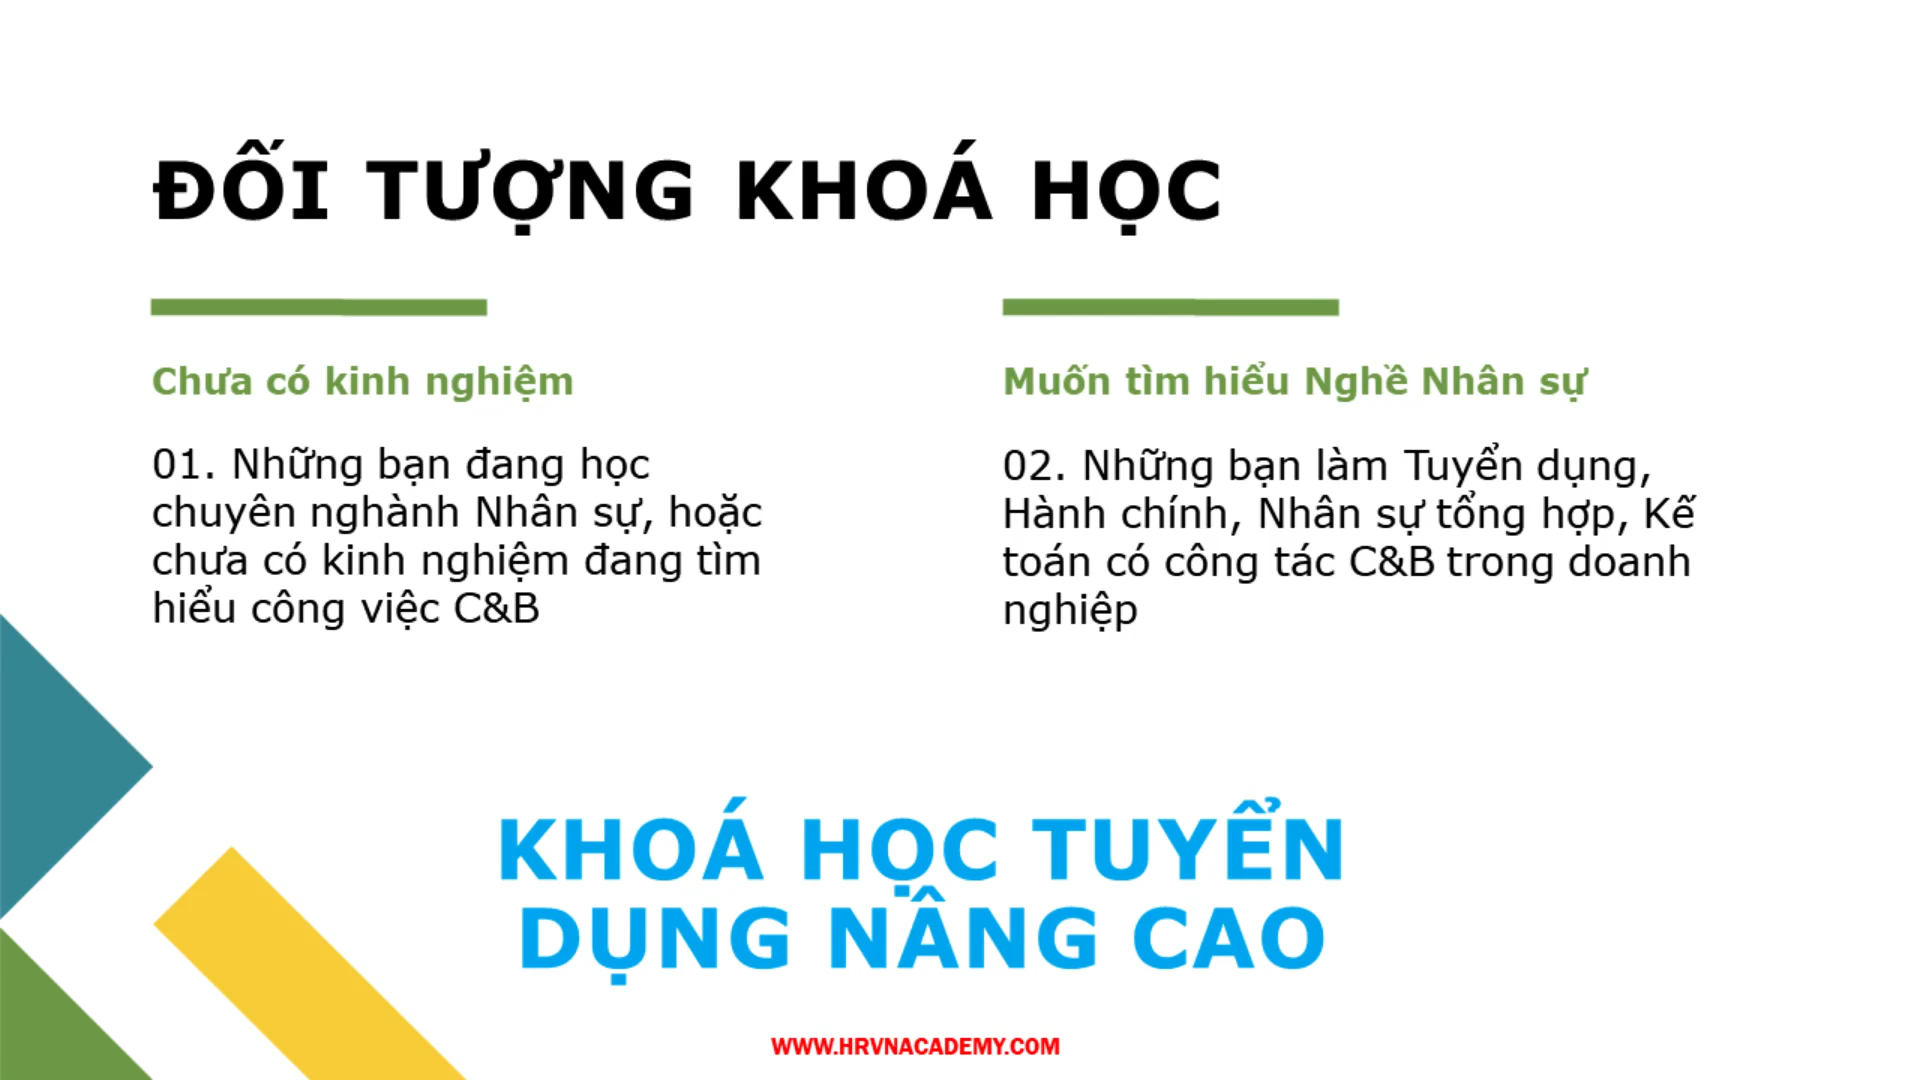 ĐỐI TƯỢNG KHOÁ HỌC
Chưa có kinh nghiệm
01. Những bạn đang học
chuyên nghành Nhân sự, hoặc
chưa có kinh nghiệm đang tìm
hiểu công việc C&B
Muốn tìm hiểu Nghề Nhân sự
02. Những bạn làm Tuyển dụng,
Hành chính, Nhân sự tổng hợp, Kế
toán có công tác C&B trong doanh
nghiệp
KHOÁ HỌC TUYỂN
DỤNG NÂNG CAO
WWW.HRVNACADEMY.COM